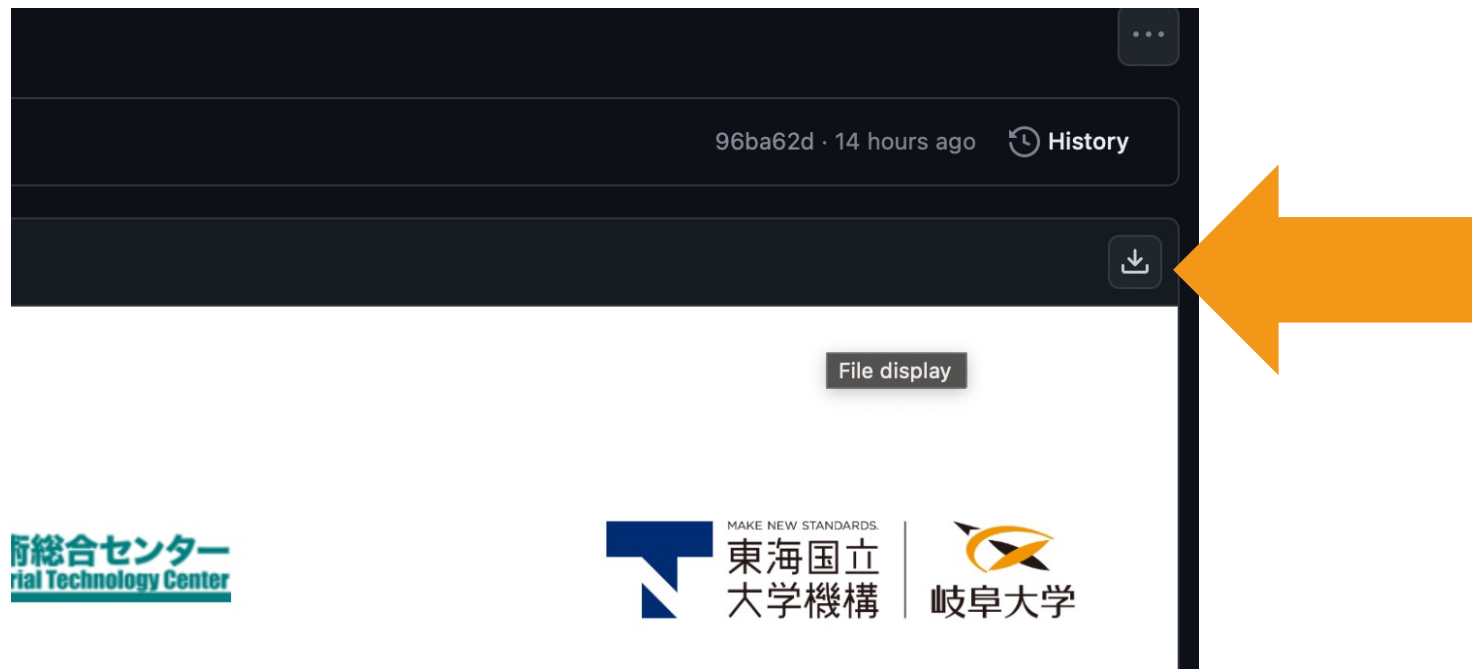 96ba62d · 14 hours ago History
File display
術総合センター
rial Technology Center
MAKE NEW STANDARDS.
東海国立
大学機構
岐阜大学